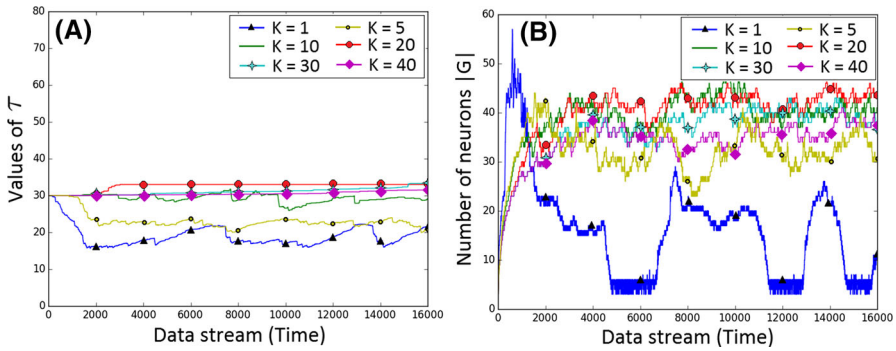 (A)
K = 1
K = 5
K = 10
K = 20
K = 30
K = 40
80
70
60
50
40
30
20
10
0
Values of 𝒯
2000 4000 6000 8000 10000 12000 14000 16000
Data stream (Time)
(B)
K = 1
K = 5
K = 10
K = 20
K = 30
K = 40
60
50
40
30
20
10
0
Number of neurons |G|
2000 4000 6000 8000 10000 12000 14000 16000
Data stream (Time)